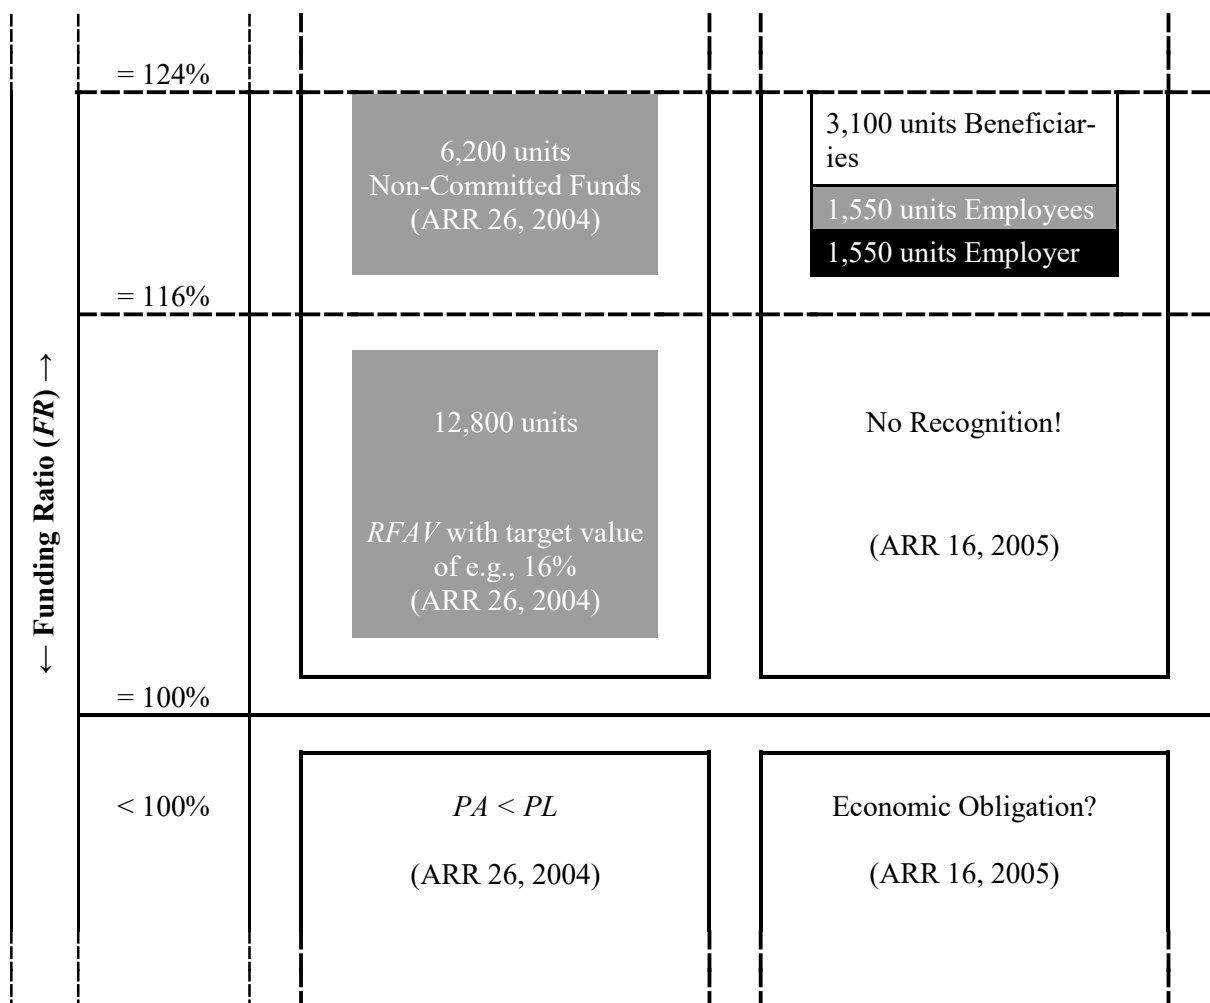 = 124%
6,200 units
Non-Committed Funds
(ARR 26, 2004)
3,100 units Beneficiar-
ies
1,550 units Employees
1,550 units Employer
= 116%
← Funding Ratio (FR) →
12,800 units
RFAV with target value
of e.g., 16%
(ARR 26, 2004)
No Recognition!
(ARR 16, 2005)
= 100%
< 100%
PA < PL
(ARR 26, 2004)
Economic Obligation?
(ARR 16, 2005)